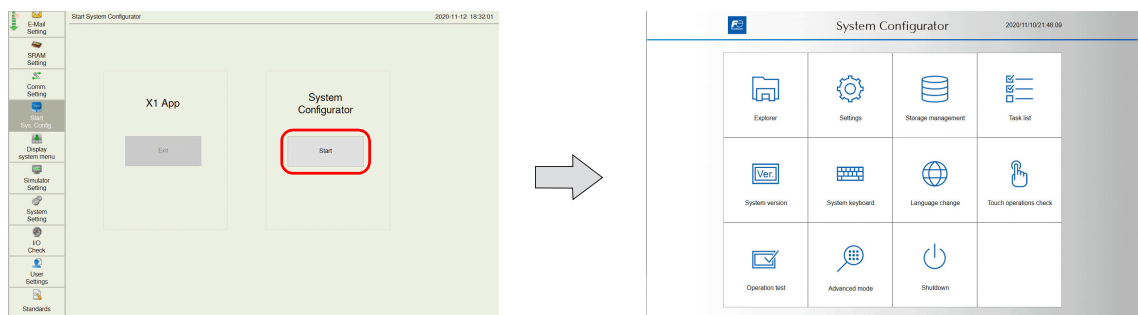 E-Mail
Setting
SRAM
Setting
Comm.
Setting
Start
Sys. Config.
Display
system menu
Simulator
Setting
System
Setting
I/O
Check
User
Settings
Standards
Start System Configurator
2020-11-12 18:32:01
X1 App
Exit
System
Configurator
Start
System Configurator
2020/11/10/21:48:09
Explorer
Settings
Storage management
Task list
Ver.
System version
System keyboard
Language change
Touch operations check
Operation test
Advanced mode
Shutdown